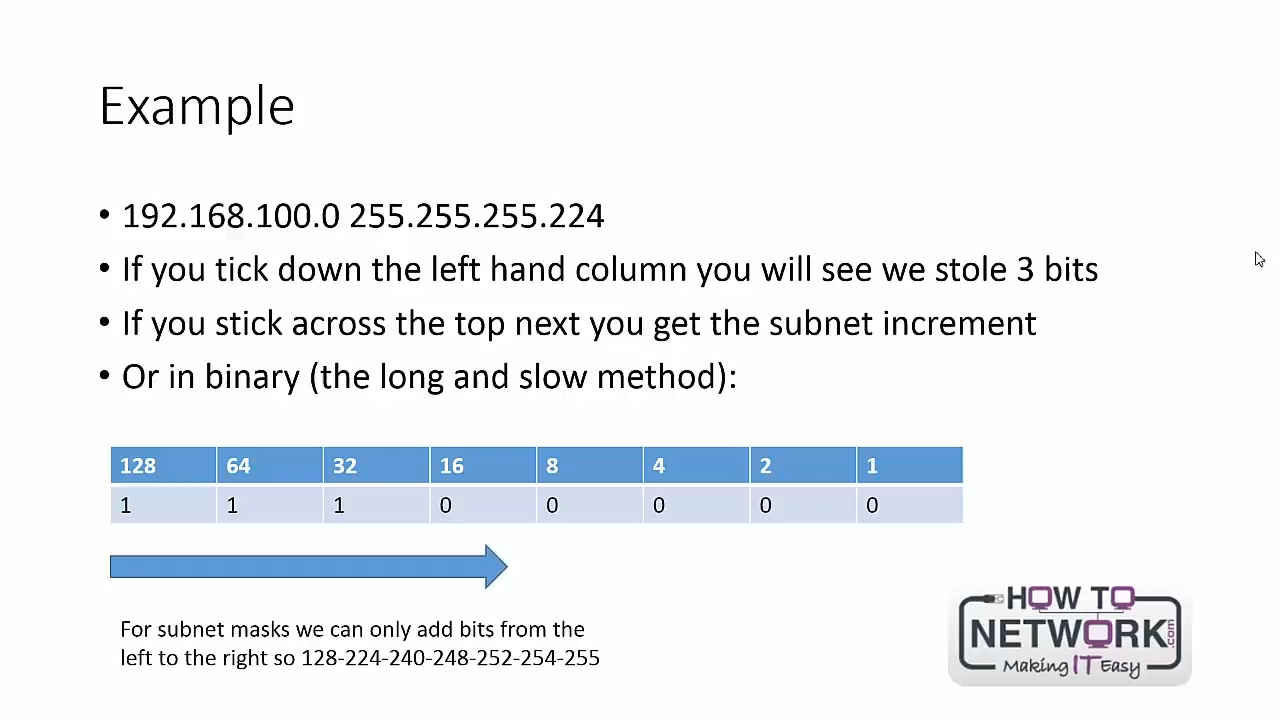 Example
• 192.168.100.0 255.255.255.224
• If you tick down the left hand column you will see we stole 3 bits
• If you stick across the top next you get the subnet increment
• Or in binary (the long and slow method):
128 64 32 16 8 4 2 1
1 1 1 0 0 0 0 0
For subnet masks we can only add bits from the
left to the right so 128-224-240-248-252-254-255
HOW TO
NETWORK.com
Making IT Easy